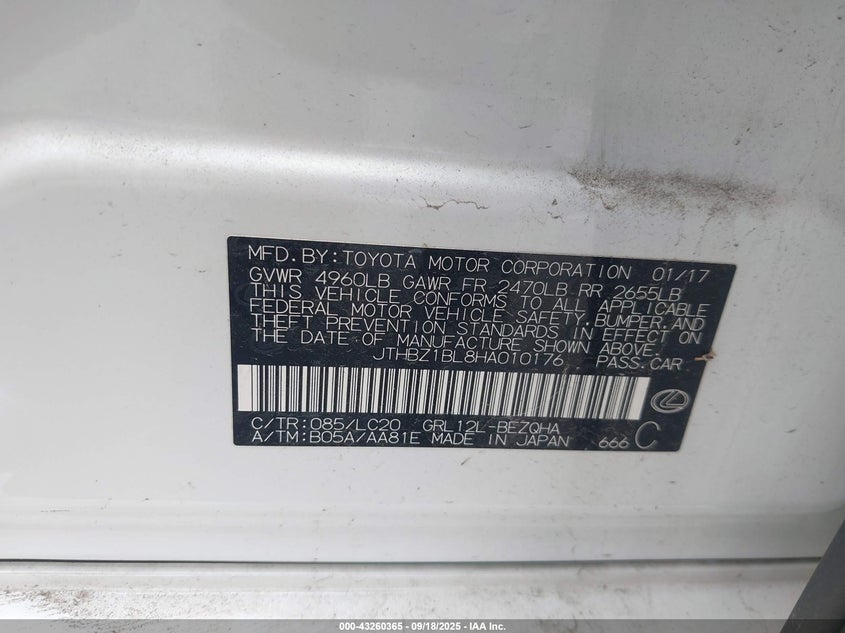 MFD.BY:TOYOTA MOTOR CORPORATION 01/17
GVWR 4960LB GAWR FR 2470LB RR 2655LB
THIS VEHICLE CONFORMS TO ALL APPLICABLE
FEDERAL MOTOR VEHICLE SAFETY,BUMPER,AND
THEFT PREVENTION STANDARDS IN EFFECT ON
THE DATE OF MANUFACTURE SHOWN ABOVE.
JTHBZ1BL8HA010176 PASS.CAR
C/TR:085/LC20 GRL12L-BEZQHA
A/TM:B05A/AA81E MADE IN JAPAN 666 C
000-43260365 - 09/18/2025 - IAA Inc.